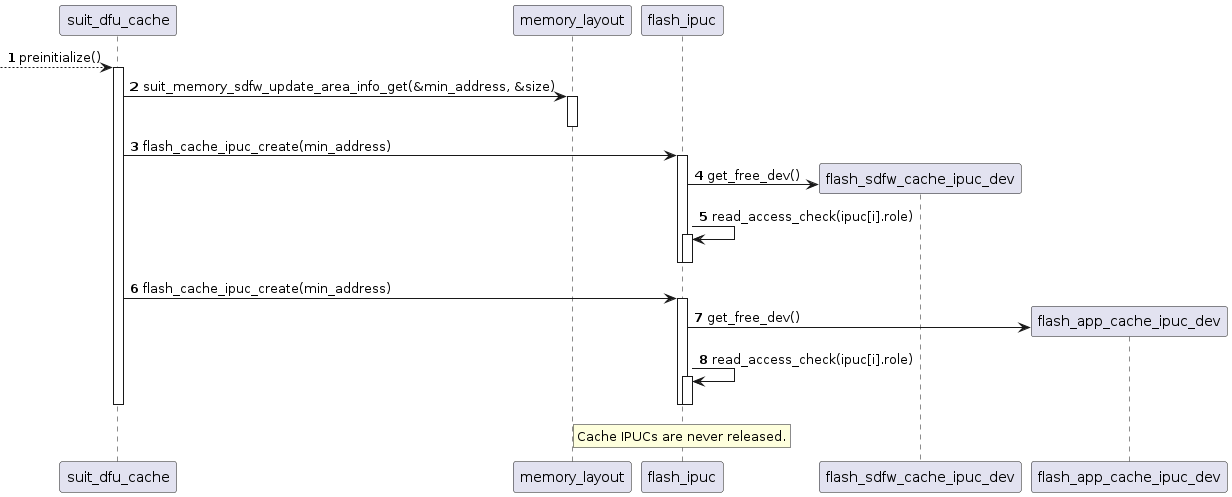 suit_dfu_cache
memory_layout
flash_ipuc
1 preinitialize()
2 suit_memory_sdfw_update_area_info_get(&min_address, &size)
3 flash_cache_ipuc_create(min_address)
4 get_free_dev()
flash_sdfw_cache_ipuc_dev
5 read_access_check(ipuc[i].role)
6 flash_cache_ipuc_create(min_address)
7 get_free_dev()
flash_app_cache_ipuc_dev
8 read_access_check(ipuc[i].role)
Cache IPUCs are never released.
suit_dfu_cache
memory_layout
flash_ipuc
flash_sdfw_cache_ipuc_dev
flash_app_cache_ipuc_dev